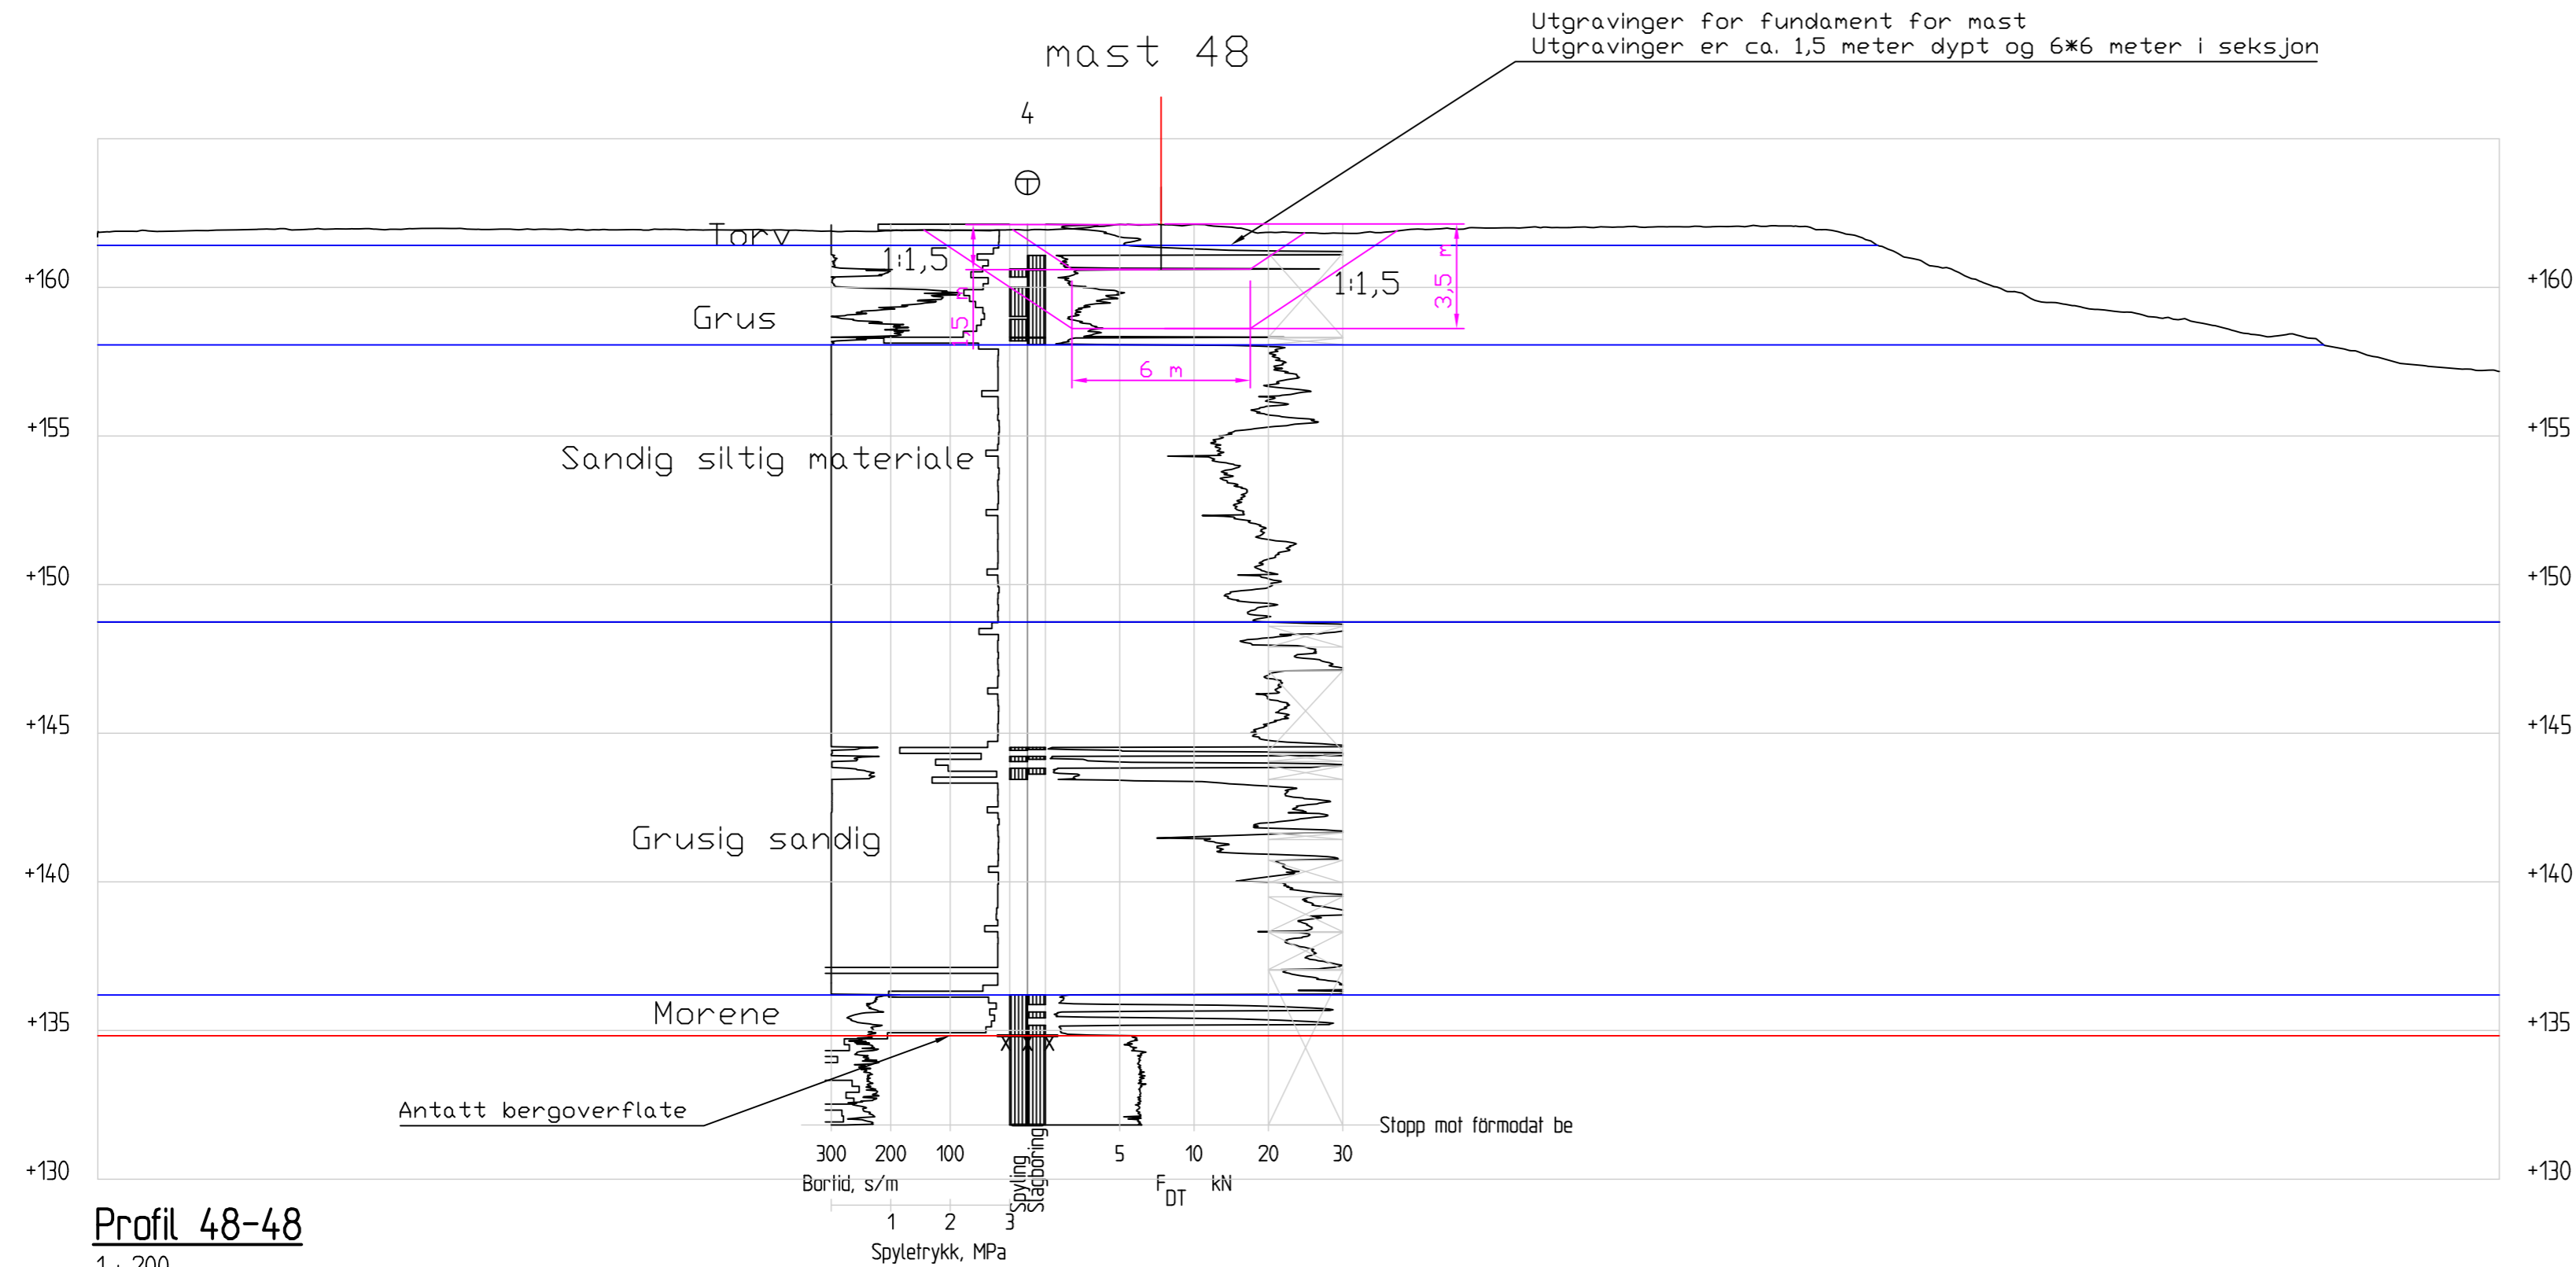 Utgravinger for fundament for mast
Utgravinger er ca. 1,5 meter dypt og 6*6 meter i seksjon
mast 48
4
Torv
1:1,5
1:1,5
3,5 m
+160
+160
Grus
6 m
+155
+155
Sandig siltig materiale
+150
+150
+145
+145
Grusig sandig
+140
+140
Morene
+135
+135
Antatt bergoverflate
Stopp mot förmodat be
300 200 100
5 10 20 30
+130
+130
Bortid, s/m
Spyling
Slagboring
F DT kN
Profil 48-48
1 2 3
Spyletrykk, MPa